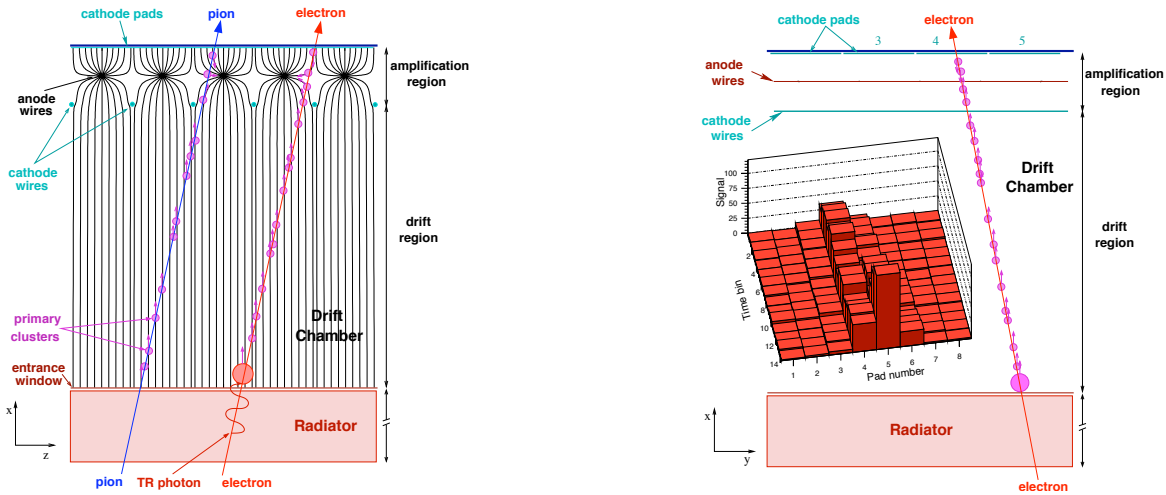 cathode pads
pion
electron
amplification
region
anode
wires
cathode
wires
drift
region
primary
clusters
Drift
Chamber
entrance
window
Radiator
x
z
pion
TR photon
electron
cathode pads
electron
3
4
5
anode
wires
amplification
region
cathode
wires
Drift
Chamber
drift
region
Signal
100
75
50
25
0
Time bin
2
4
6
8
10
12
14
1
2
3
4
5
6
7
8
Pad number
Radiator
x
y
electron